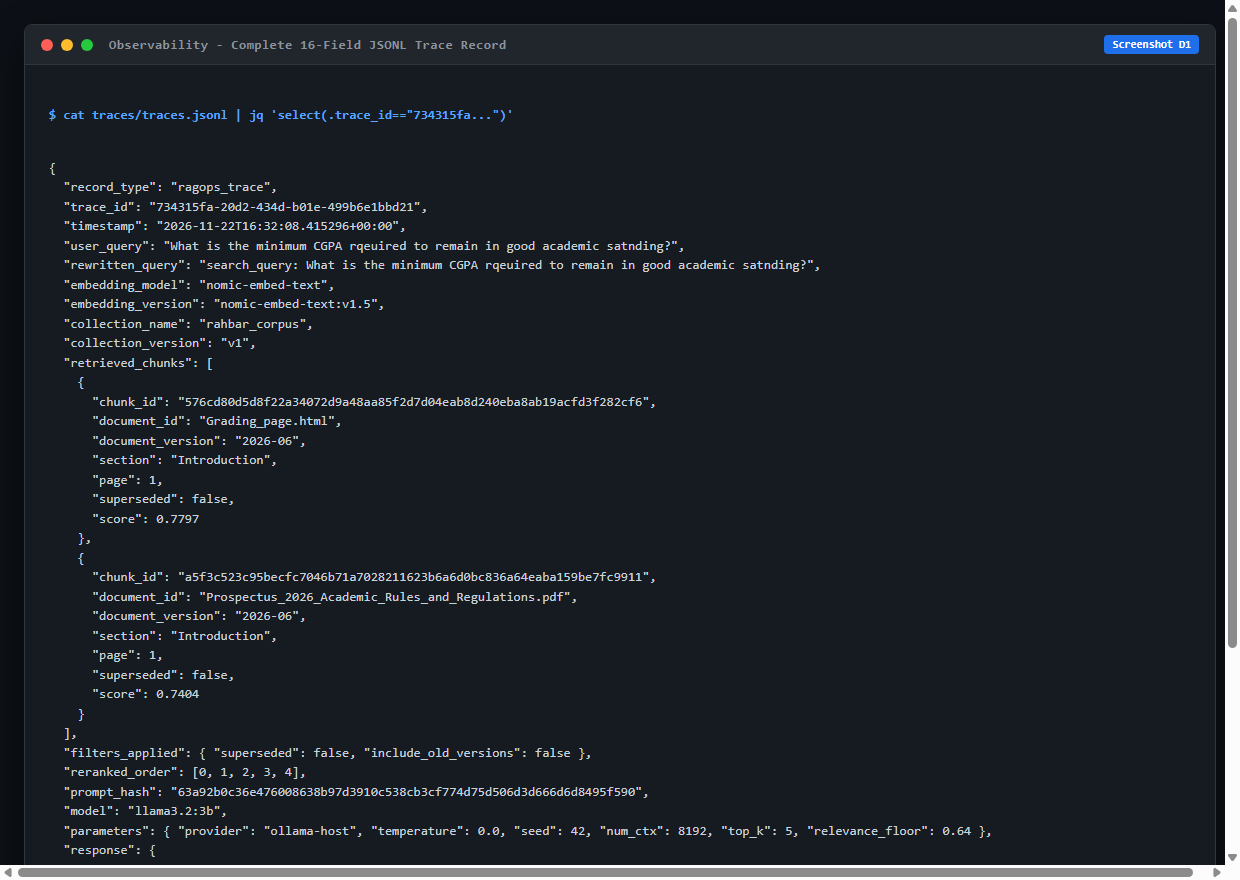 Observability - Complete 16-Field JSONL Trace Record
Screenshot D1
$ cat traces/traces.jsonl | jq 'select(.trace_id=="734315fa...")'
{
  "record_type": "ragops_trace",
  "trace_id": "734315fa-20d2-434d-b01e-499b6e1bbd21",
  "timestamp": "2026-11-22T16:32:08.415296+00:00",
  "user_query": "What is the minimum CGPA rqeuired to remain in good academic satnding?",
  "rewritten_query": "search_query: What is the minimum CGPA rqeuired to remain in good academic satnding?",
  "embedding_model": "nomic-embed-text",
  "embedding_version": "nomic-embed-text:v1.5",
  "collection_name": "rahbar_corpus",
  "collection_version": "v1",
  "retrieved_chunks": [
    {
      "chunk_id": "576cd80d5d8f22a34072d9a48aa85f2d7d04eab8d240eba8ab19acfd3f282cf6",
      "document_id": "Grading_page.html",
      "document_version": "2026-06",
      "section": "Introduction",
      "page": 1,
      "superseded": false,
      "score": 0.7797
    },
    {
      "chunk_id": "a5f3c523c95becfc7046b71a7028211623b6a6d0bc836a64eaba159be7fc9911",
      "document_id": "Prospectus_2026_Academic_Rules_and_Regulations.pdf",
      "document_version": "2026-06",
      "section": "Introduction",
      "page": 1,
      "superseded": false,
      "score": 0.7404
    }
  ],
  "filters_applied": { "superseded": false, "include_old_versions": false },
  "reranked_order": [0, 1, 2, 3, 4],
  "prompt_hash": "63a92b0c36e476008638b97d3910c538cb3cf774d75d506d3d666d6d8495f590",
  "model": "llama3.2:3b",
  "parameters": { "provider": "ollama-host", "temperature": 0.0, "seed": 42, "num_ctx": 8192, "top_k": 5, "relevance_floor": 0.64 },
  "response": {